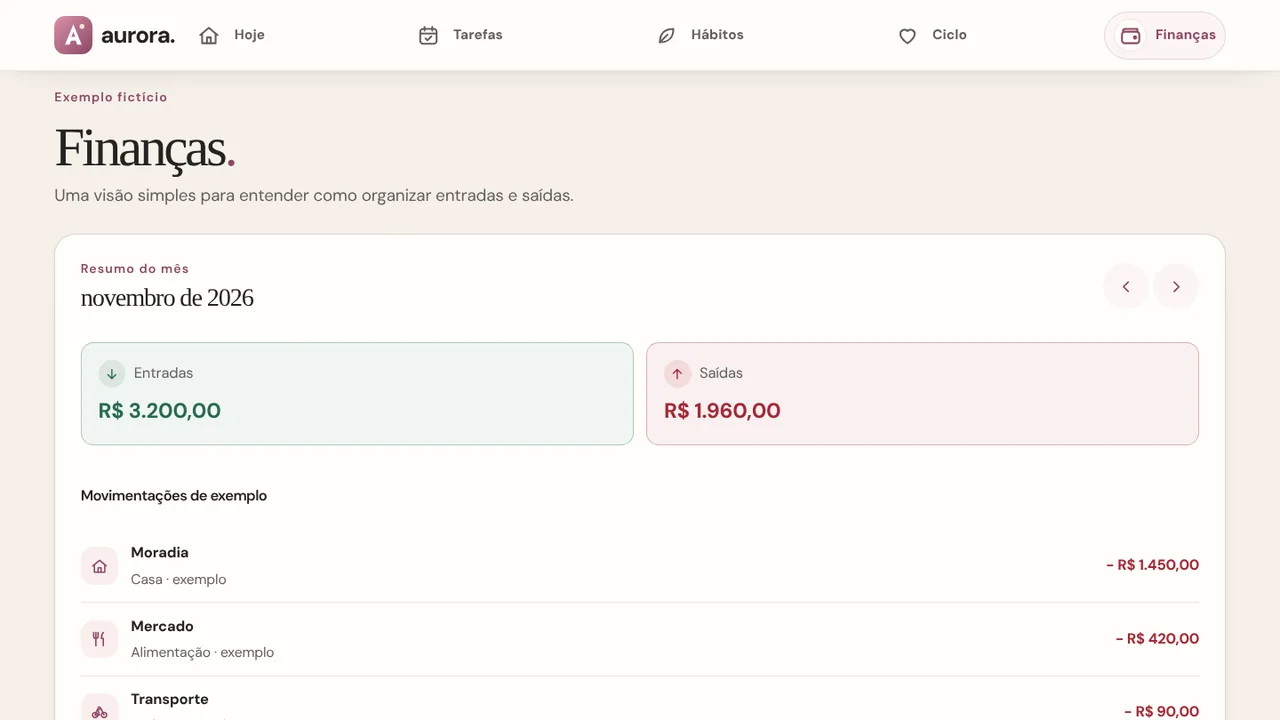 aurora.
Hoje
Tarefas
Hábitos
Ciclo
Finanças
Exemplo fictício
Finanças.
Uma visão simples para entender como organizar entradas e saídas.
Resumo do mês
novembro de 2026
Entradas
R$ 3.200,00
Saídas
R$ 1.960,00
Movimentações de exemplo
Moradia
Casa · exemplo
− R$ 1.450,00
Mercado
Alimentação · exemplo
− R$ 420,00
Transporte
− R$ 90,00